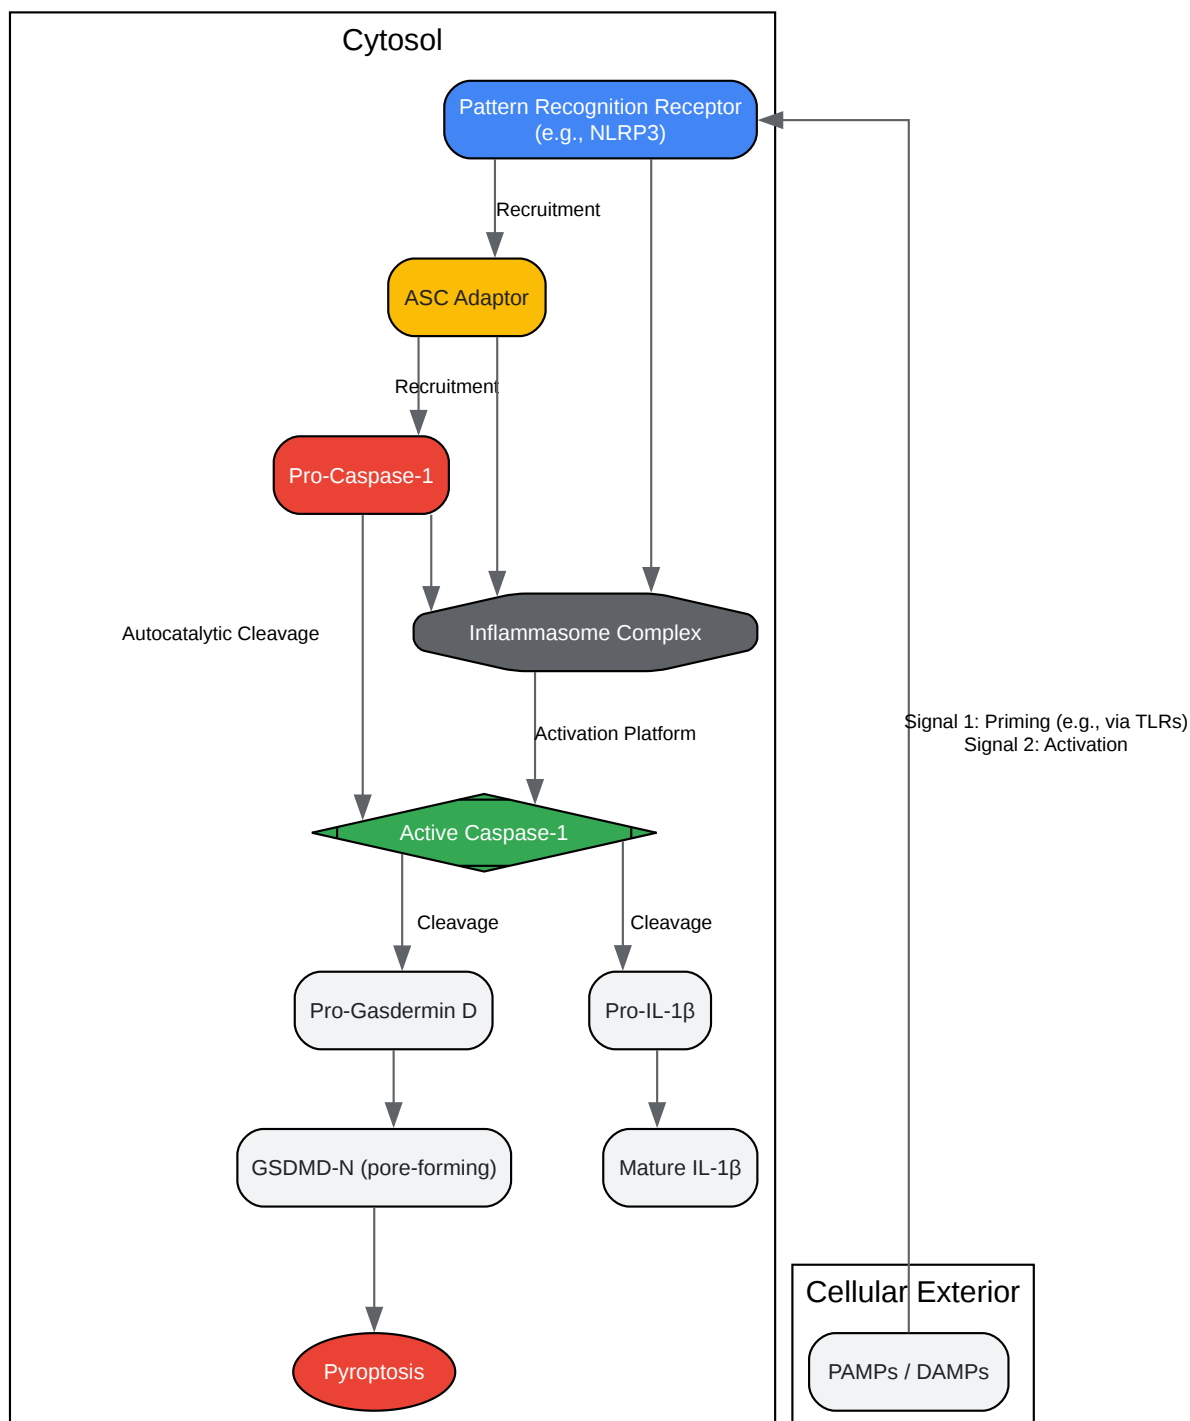 Cytosol
Pattern Recognition Receptor
(e.g., NLRP3)
Recruitment
ASC Adaptor
Recruitment
Pro-Caspase-1
Autocatalytic Cleavage
Inflammasome Complex
Signal 1: Priming (e.g., via TLRs)
Signal 2: Activation
Activation Platform
Active Caspase-1
Cleavage
Cleavage
Pro-Gasdermin D
Pro-IL-1β
GSDMD-N (pore-forming)
Mature IL-1β
Cellular Exterior
Pyroptosis
PAMPs / DAMPs